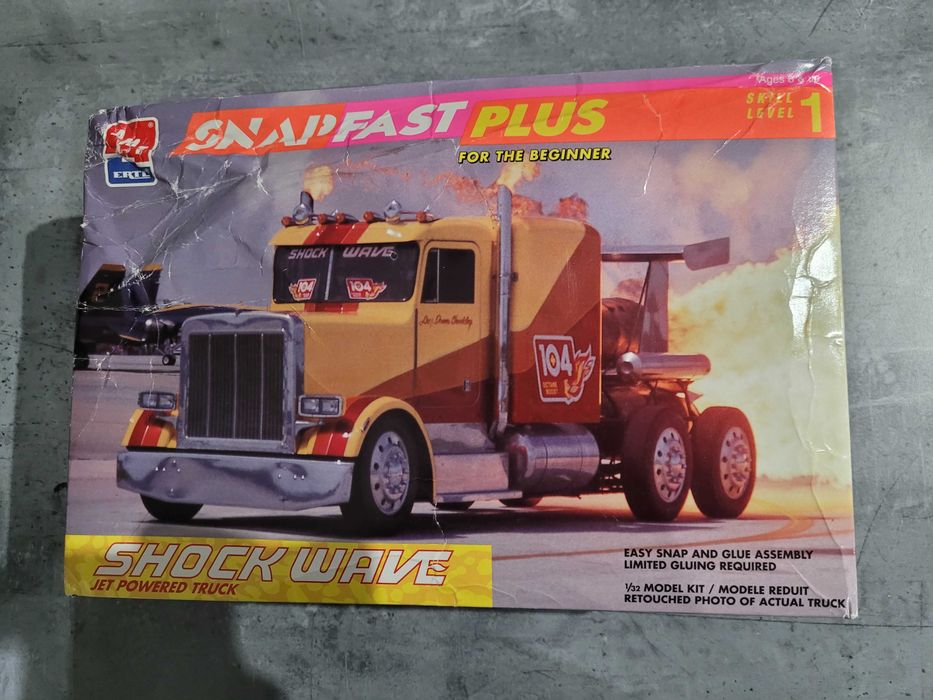 Ages 8 & up
SKILL
LEVEL 1
AMT
ERTL
SNAPFAST PLUS
FOR THE BEGINNER
SHOCK WAVE
104
104
104
OCTANE
BOOST
SHOCK WAVE
JET POWERED TRUCK
EASY SNAP AND GLUE ASSEMBLY
LIMITED GLUING REQUIRED
1/32 MODEL KIT / MODELE REDUIT
RETOUCHED PHOTO OF ACTUAL TRUCK